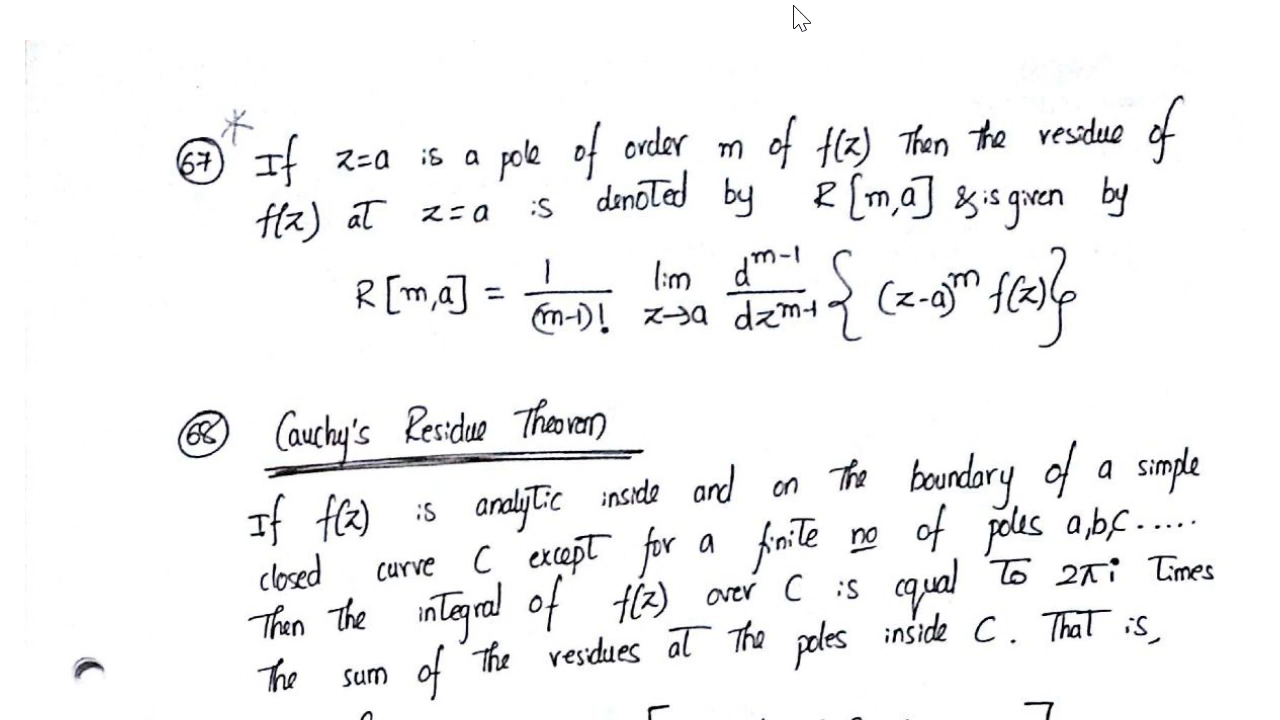 67 * If z=a is a pole of order m of f(z) Then the residue of
f(z) at z=a is denoted by R[m,a] & is given by
R[m,a] = 1/(m-1)! lim z→a d^(m-1)/dz^(m-1) { (z-a)^m f(z) }
68 Cauchy's Residue Theorem
If f(z) is analytic inside and on the boundary of a simple
closed curve C except for a finite no of poles a,b,c.....
Then the integral of f(z) over C is equal to 2πi Times
The sum of the residues at the poles inside C. That is,